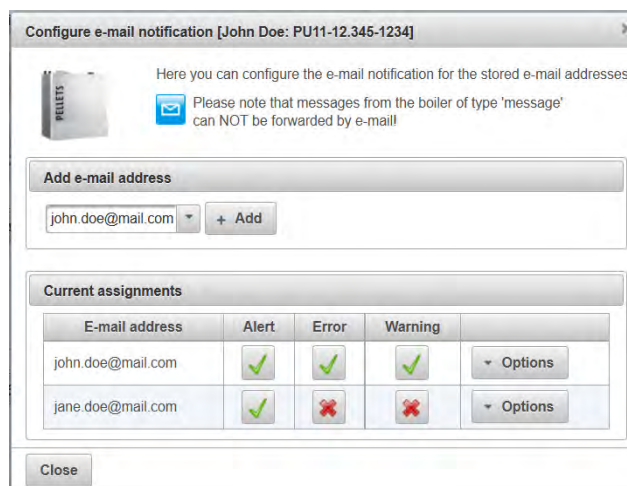 Configure e-mail notification [John Doe: PU11-12.345-1234]
PELLETS
Here you can configure the e-mail notification for the stored e-mail addresses
Please note that messages from the boiler of type 'message'
can NOT be forwarded by e-mail!
Add e-mail address
john.doe@mail.com + Add
Current assignments
E-mail address Alert Error Warning
john.doe@mail.com Options
jane.doe@mail.com Options
Close